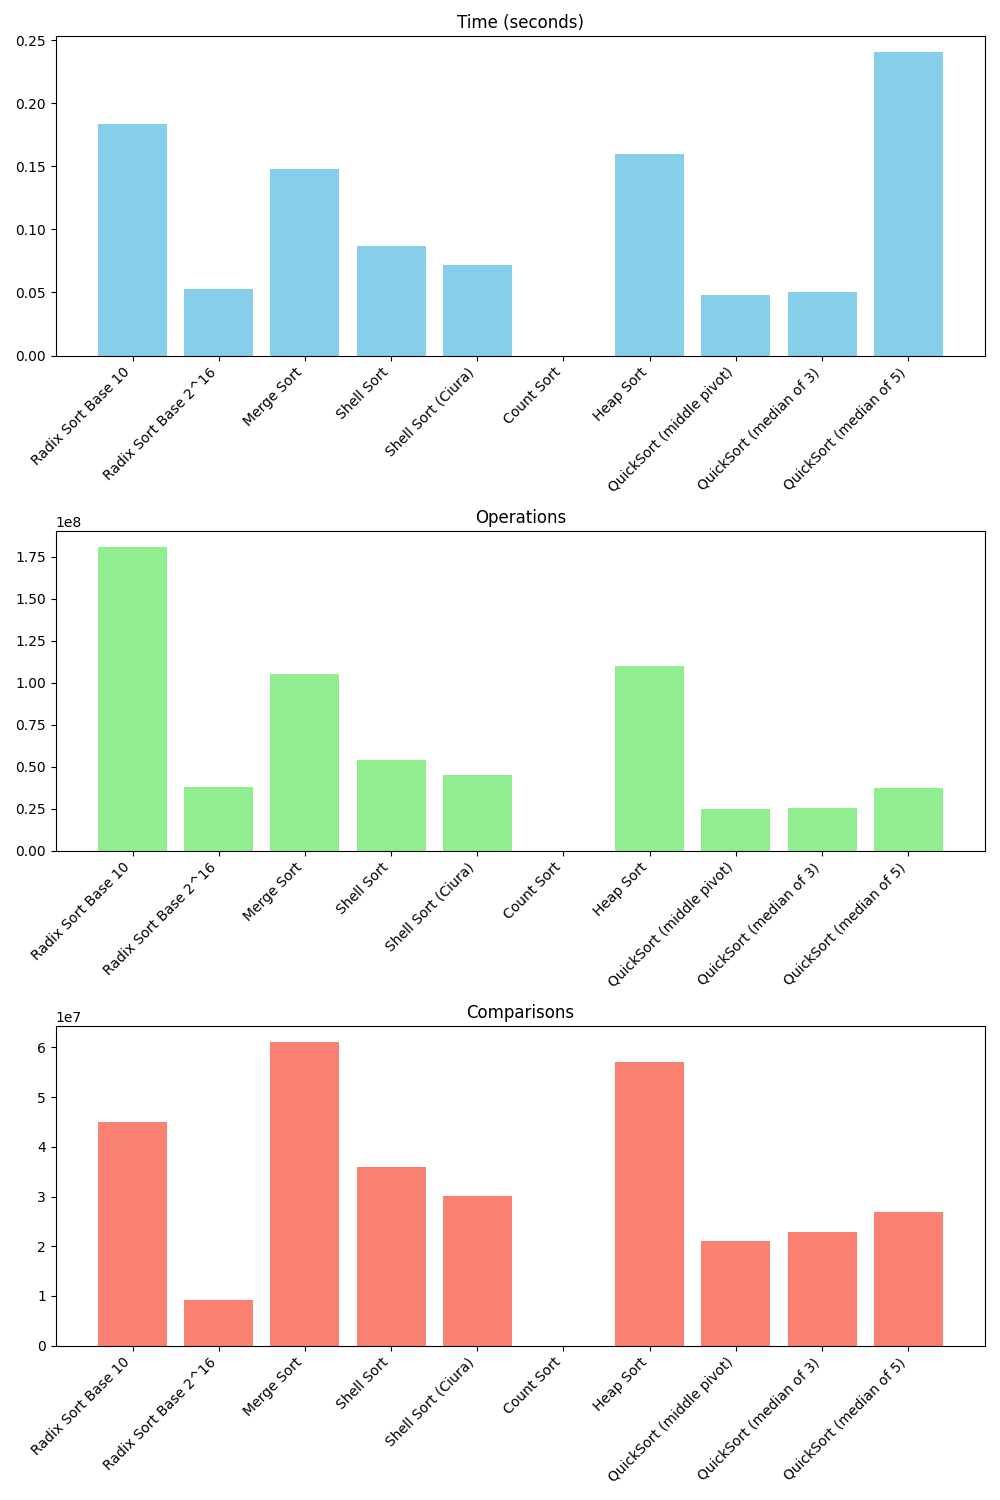 Time (seconds)
0.25
0.20
0.15
0.10
0.05
0.00
Radix Sort Base 10
Radix Sort Base 2^16
Merge Sort
Shell Sort
Shell Sort (Ciura)
Count Sort
Heap Sort
QuickSort (middle pivot)
QuickSort (median of 3)
QuickSort (median of 5)
Operations
1e8
1.75
1.50
1.25
1.00
0.75
0.50
0.25
0.00
Radix Sort Base 10
Radix Sort Base 2^16
Merge Sort
Shell Sort
Shell Sort (Ciura)
Count Sort
Heap Sort
QuickSort (middle pivot)
QuickSort (median of 3)
QuickSort (median of 5)
Comparisons
1e7
6
5
4
3
2
1
0
Radix Sort Base 10
Radix Sort Base 2^16
Merge Sort
Shell Sort
Shell Sort (Ciura)
Count Sort
Heap Sort
QuickSort (middle pivot)
QuickSort (median of 3)
QuickSort (median of 5)